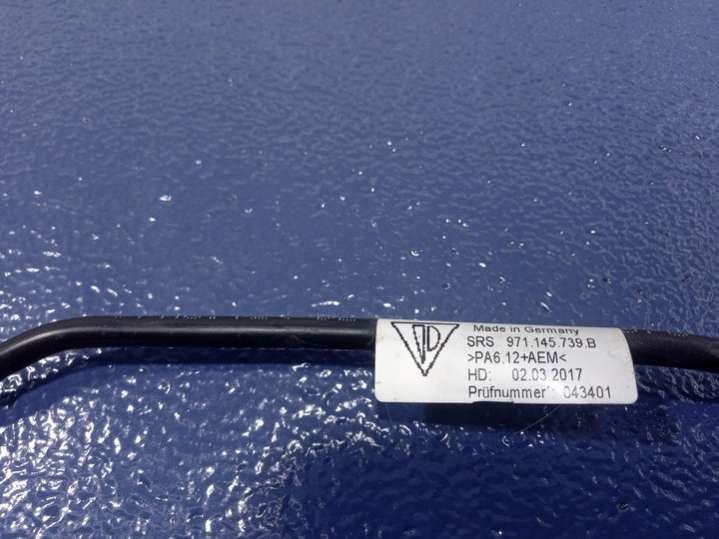 Made in Germany
SRS 971.145.739.B
>PA6.12+AEM<
HD: 02.03.2017
Prüfnummer: 043401